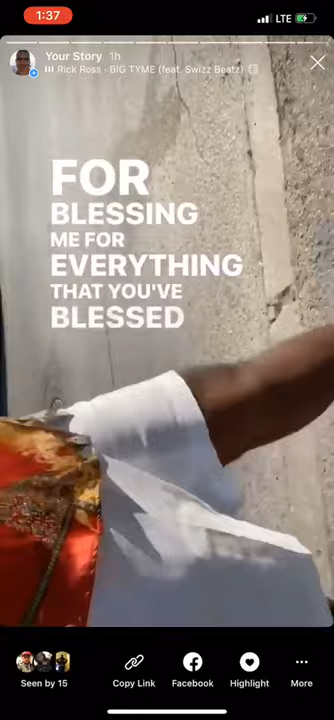 1:37
LTE
Your Story 1h
Rick Ross · BIG TYME (feat. Swizz Beatz) E
FOR
BLESSING
ME FOR
EVERYTHING
THAT YOU'VE
BLESSED
Seen by 15
Copy Link
Facebook
Highlight
More